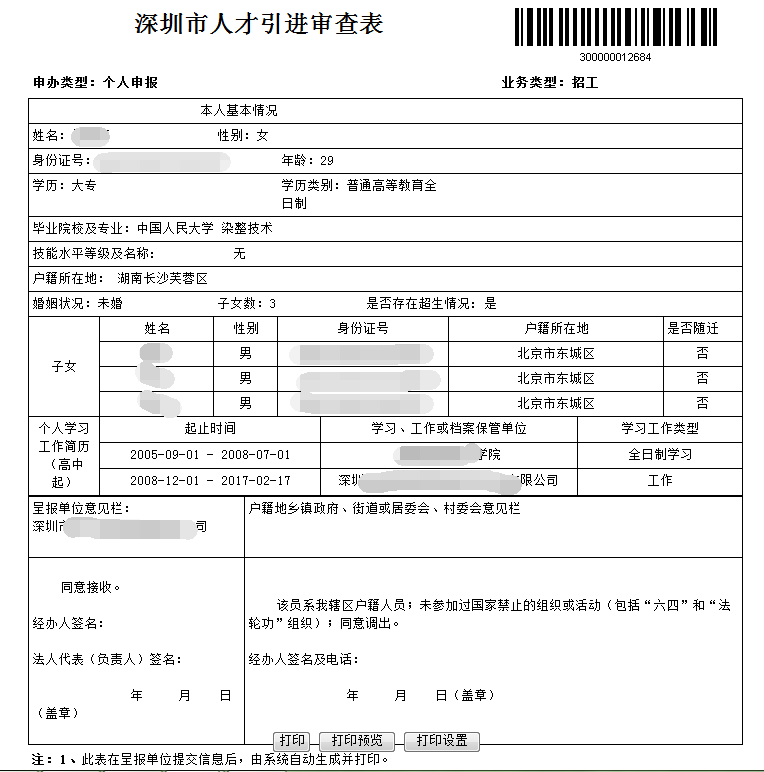 深圳市人才引进审查表
300000012684
申办类型：个人申报 业务类型：招工
本人基本情况
姓名： 性别：女
身份证号： 年龄：29
学历：大专 学历类别：普通高等教育全
日制
毕业院校及专业：中国人民大学 染整技术
技能水平等级及名称： 无
户籍所在地： 湖南长沙芙蓉区
婚姻状况：未婚 子女数：3 是否存在超生情况：是
子女 姓名 性别 身份证号 户籍所在地 是否随迁
男 北京市东城区 否
男 北京市东城区 否
男 北京市东城区 否
个人学习
工作简历
（高中
起）
起止时间 学习、工作或档案保管单位 学习工作类型
2005-09-01 - 2008-07-01 学院 全日制学习
2008-12-01 - 2017-02-17 深圳 有限公司 工作
呈报单位意见栏：
深圳市 司
户籍地乡镇政府、街道或居委会、村委会意见栏
同意接收。
经办人签名：
法人代表（负责人）签名：
年 月 日
（盖章）
该员系我辖区户籍人员；未参加过国家禁止的组织或活动（包括“六四”和“法
轮功”组织）；同意调出。
经办人签名及电话：
年 月 日（盖章）
打印 打印预览 打印设置
注：1、此表在呈报单位提交信息后，由系统自动生成并打印。